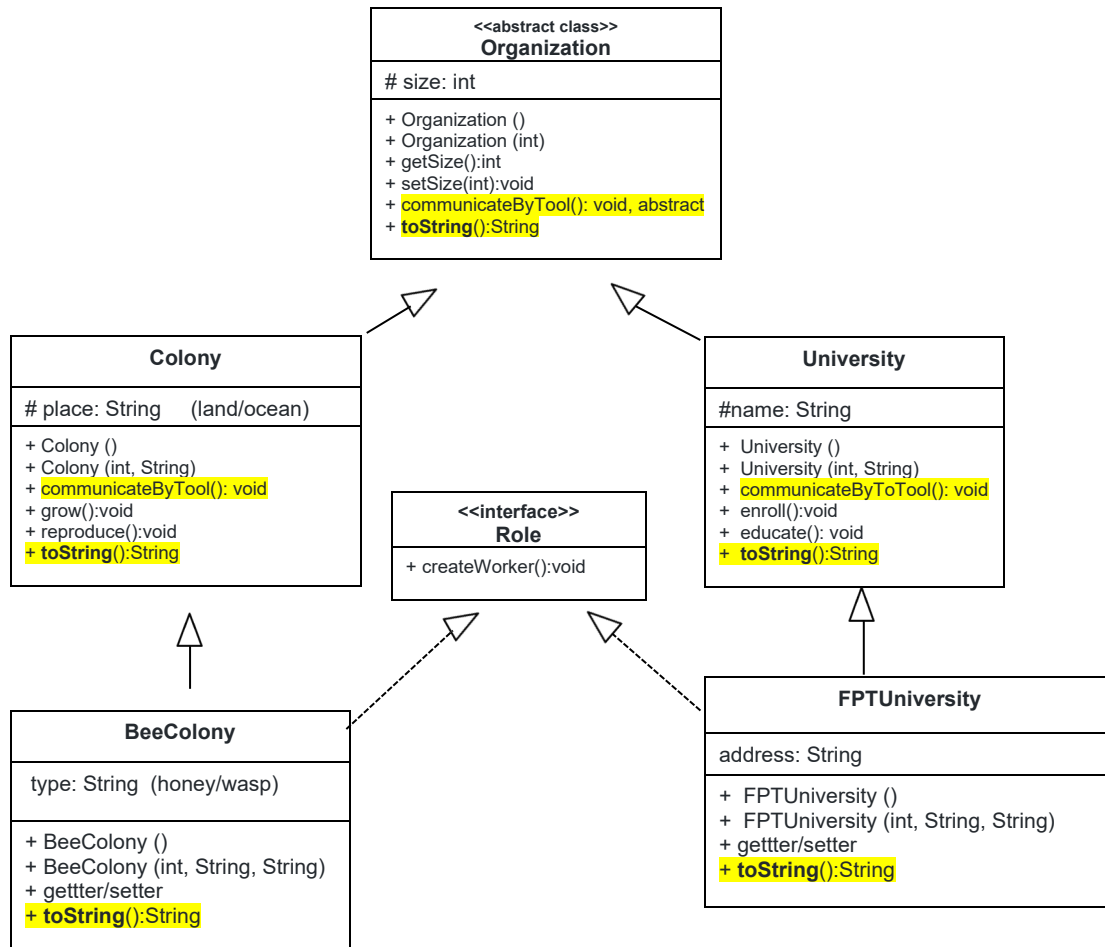 <<abstract class>>
Organization
# size: int
+ Organization ()
+ Organization (int)
+ getSize():int
+ setSize(int):void
+ communicateByTool(): void, abstract
+ toString():String
Colony
# place: String (land/ocean)
+ Colony ()
+ Colony (int, String)
+ communicateByTool(): void
+ grow():void
+ reproduce():void
+ toString():String
University
#name: String
+ University ()
+ University (int, String)
+ communicateByToTool(): void
+ enroll():void
+ educate(): void
+ toString():String
<<interface>>
Role
+ createWorker():void
BeeColony
type: String (honey/wasp)
+ BeeColony ()
+ BeeColony (int, String, String)
+ gettter/setter
+ toString():String
FPTUniversity
address: String
+ FPTUniversity ()
+ FPTUniversity (int, String, String)
+ gettter/setter
+ toString():String